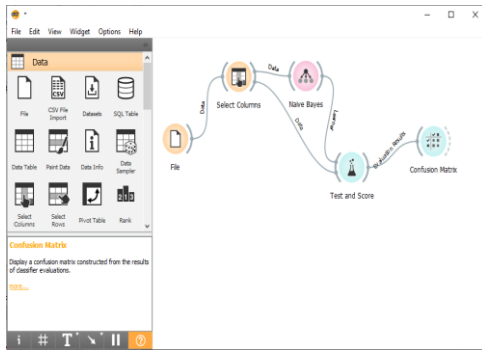 File Edit View Widget Options Help
Data
File
CSV File
Import
Datasets
SQL Table
Data Table
Paint Data
Data Info
Data
Sampler
Select
Columns
Select
Rows
Pivot Table
Rank
Confusion Matrix
Display a confusion matrix constructed from the results
of classifier evaluations.
more...
File
Data
Select Columns
Data
Naive Bayes
Data
Learner
Test and Score
Evaluation Results
Confusion Matrix